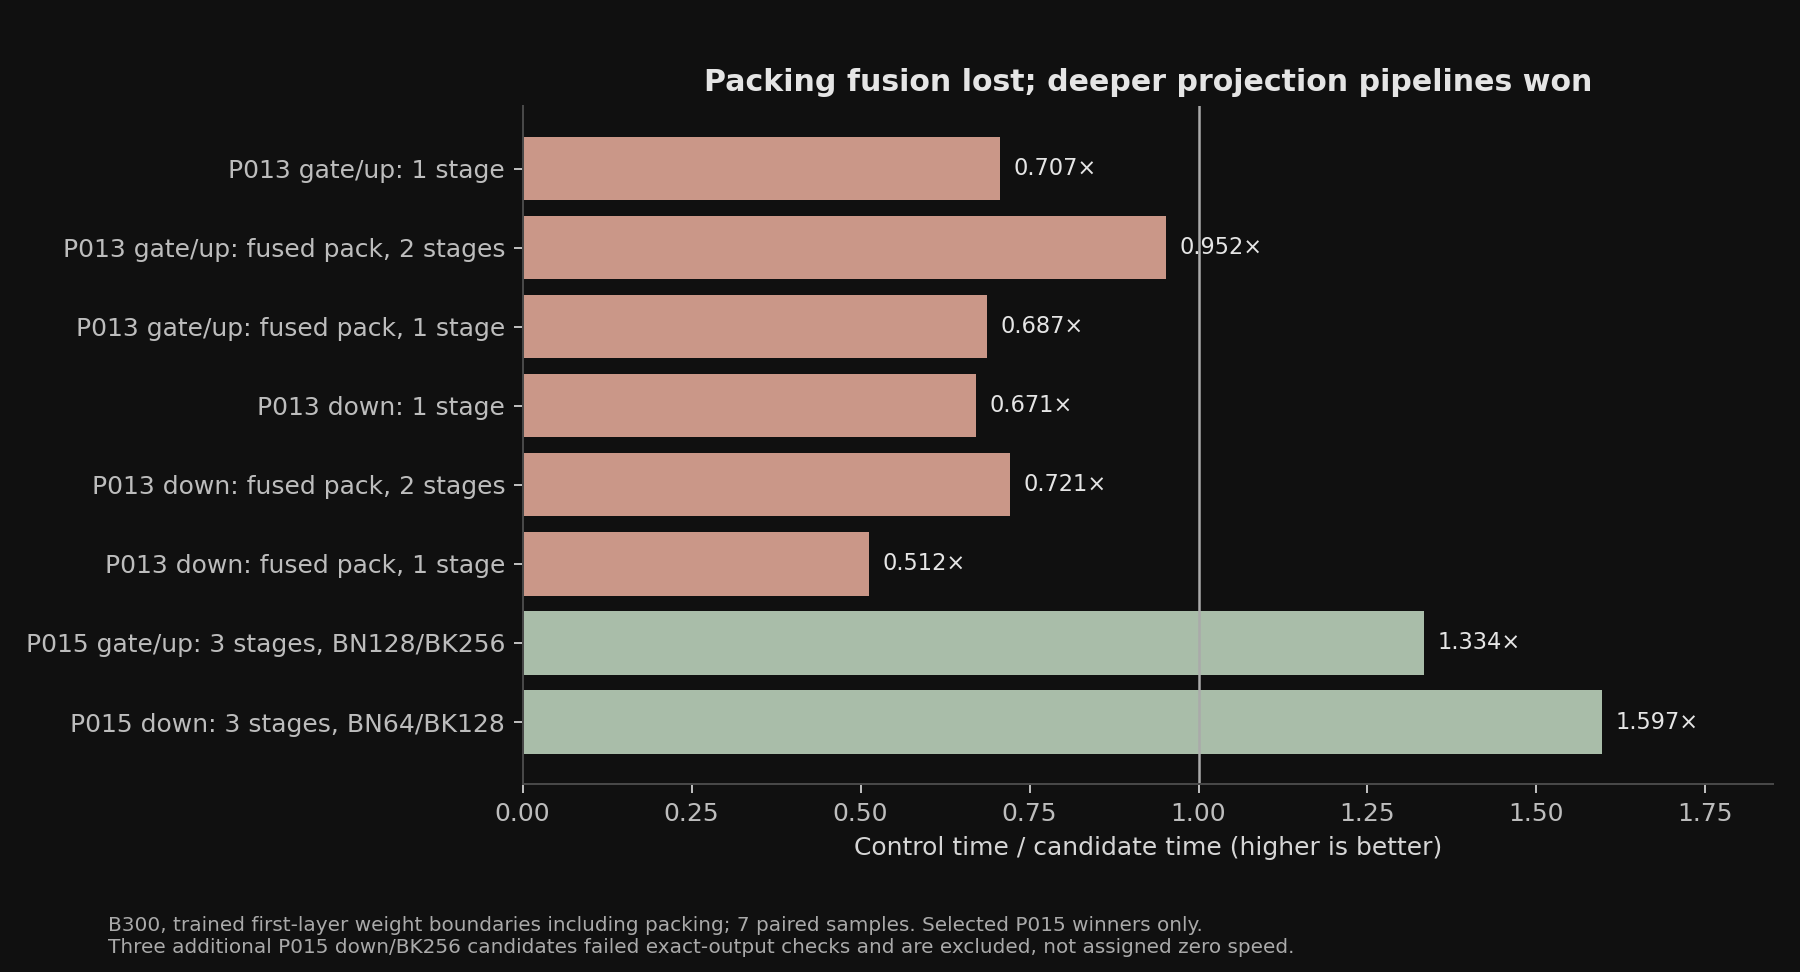 Packing fusion lost; deeper projection pipelines won
P013 gate/up: 1 stage
0.707×
P013 gate/up: fused pack, 2 stages
0.952×
P013 gate/up: fused pack, 1 stage
0.687×
P013 down: 1 stage
0.671×
P013 down: fused pack, 2 stages
0.721×
P013 down: fused pack, 1 stage
0.512×
P015 gate/up: 3 stages, BN128/BK256
1.334×
P015 down: 3 stages, BN64/BK128
1.597×
0.00 0.25 0.50 0.75 1.00 1.25 1.50 1.75
Control time / candidate time (higher is better)
B300, trained first-layer weight boundaries including packing; 7 paired samples. Selected P015 winners only.
Three additional P015 down/BK256 candidates failed exact-output checks and are excluded, not assigned zero speed.